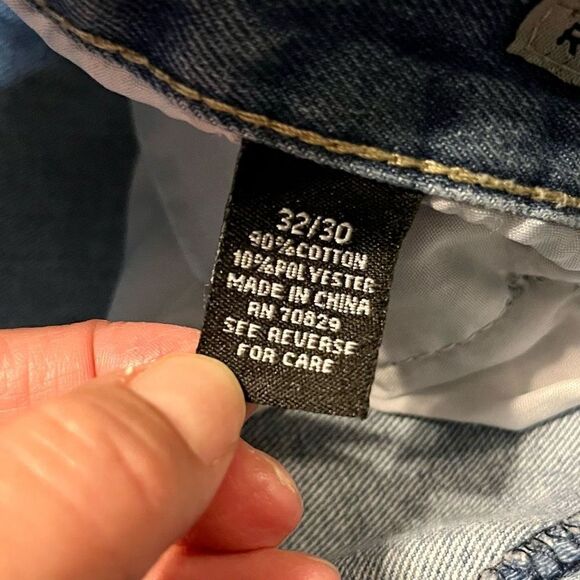 32/30
90%COTTON
10%POLYESTER
MADE IN CHINA
RN 70829
SEE REVERSE
FOR CARE